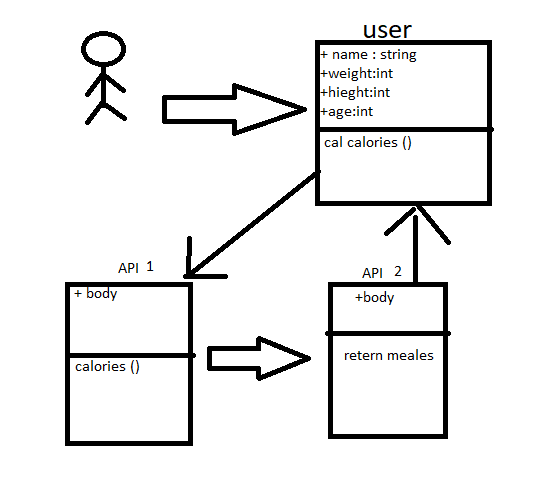 user
+ name : string
+weight:int
+hieght:int
+age:int
cal calories ()
API 1
+ body
calories ()
API 2
+body
retern meales